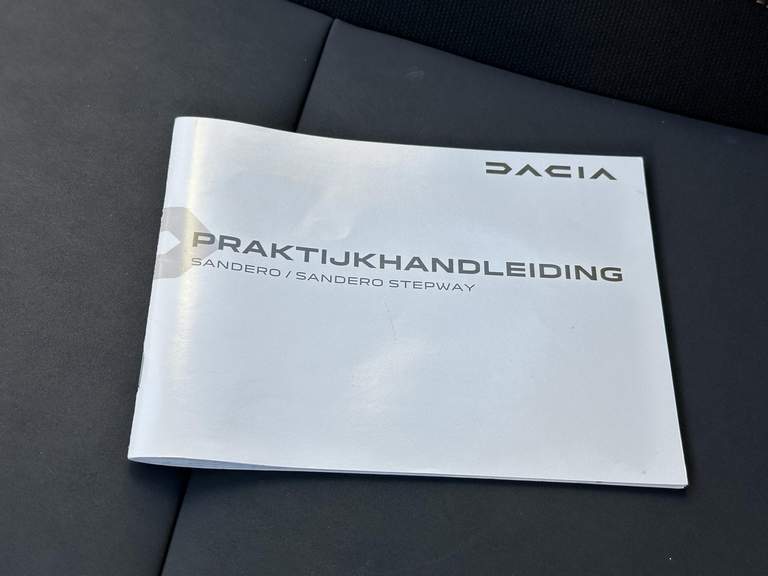 DACIA
PRAKTIJKHANDLEIDING
SANDERO / SANDERO STEPWAY